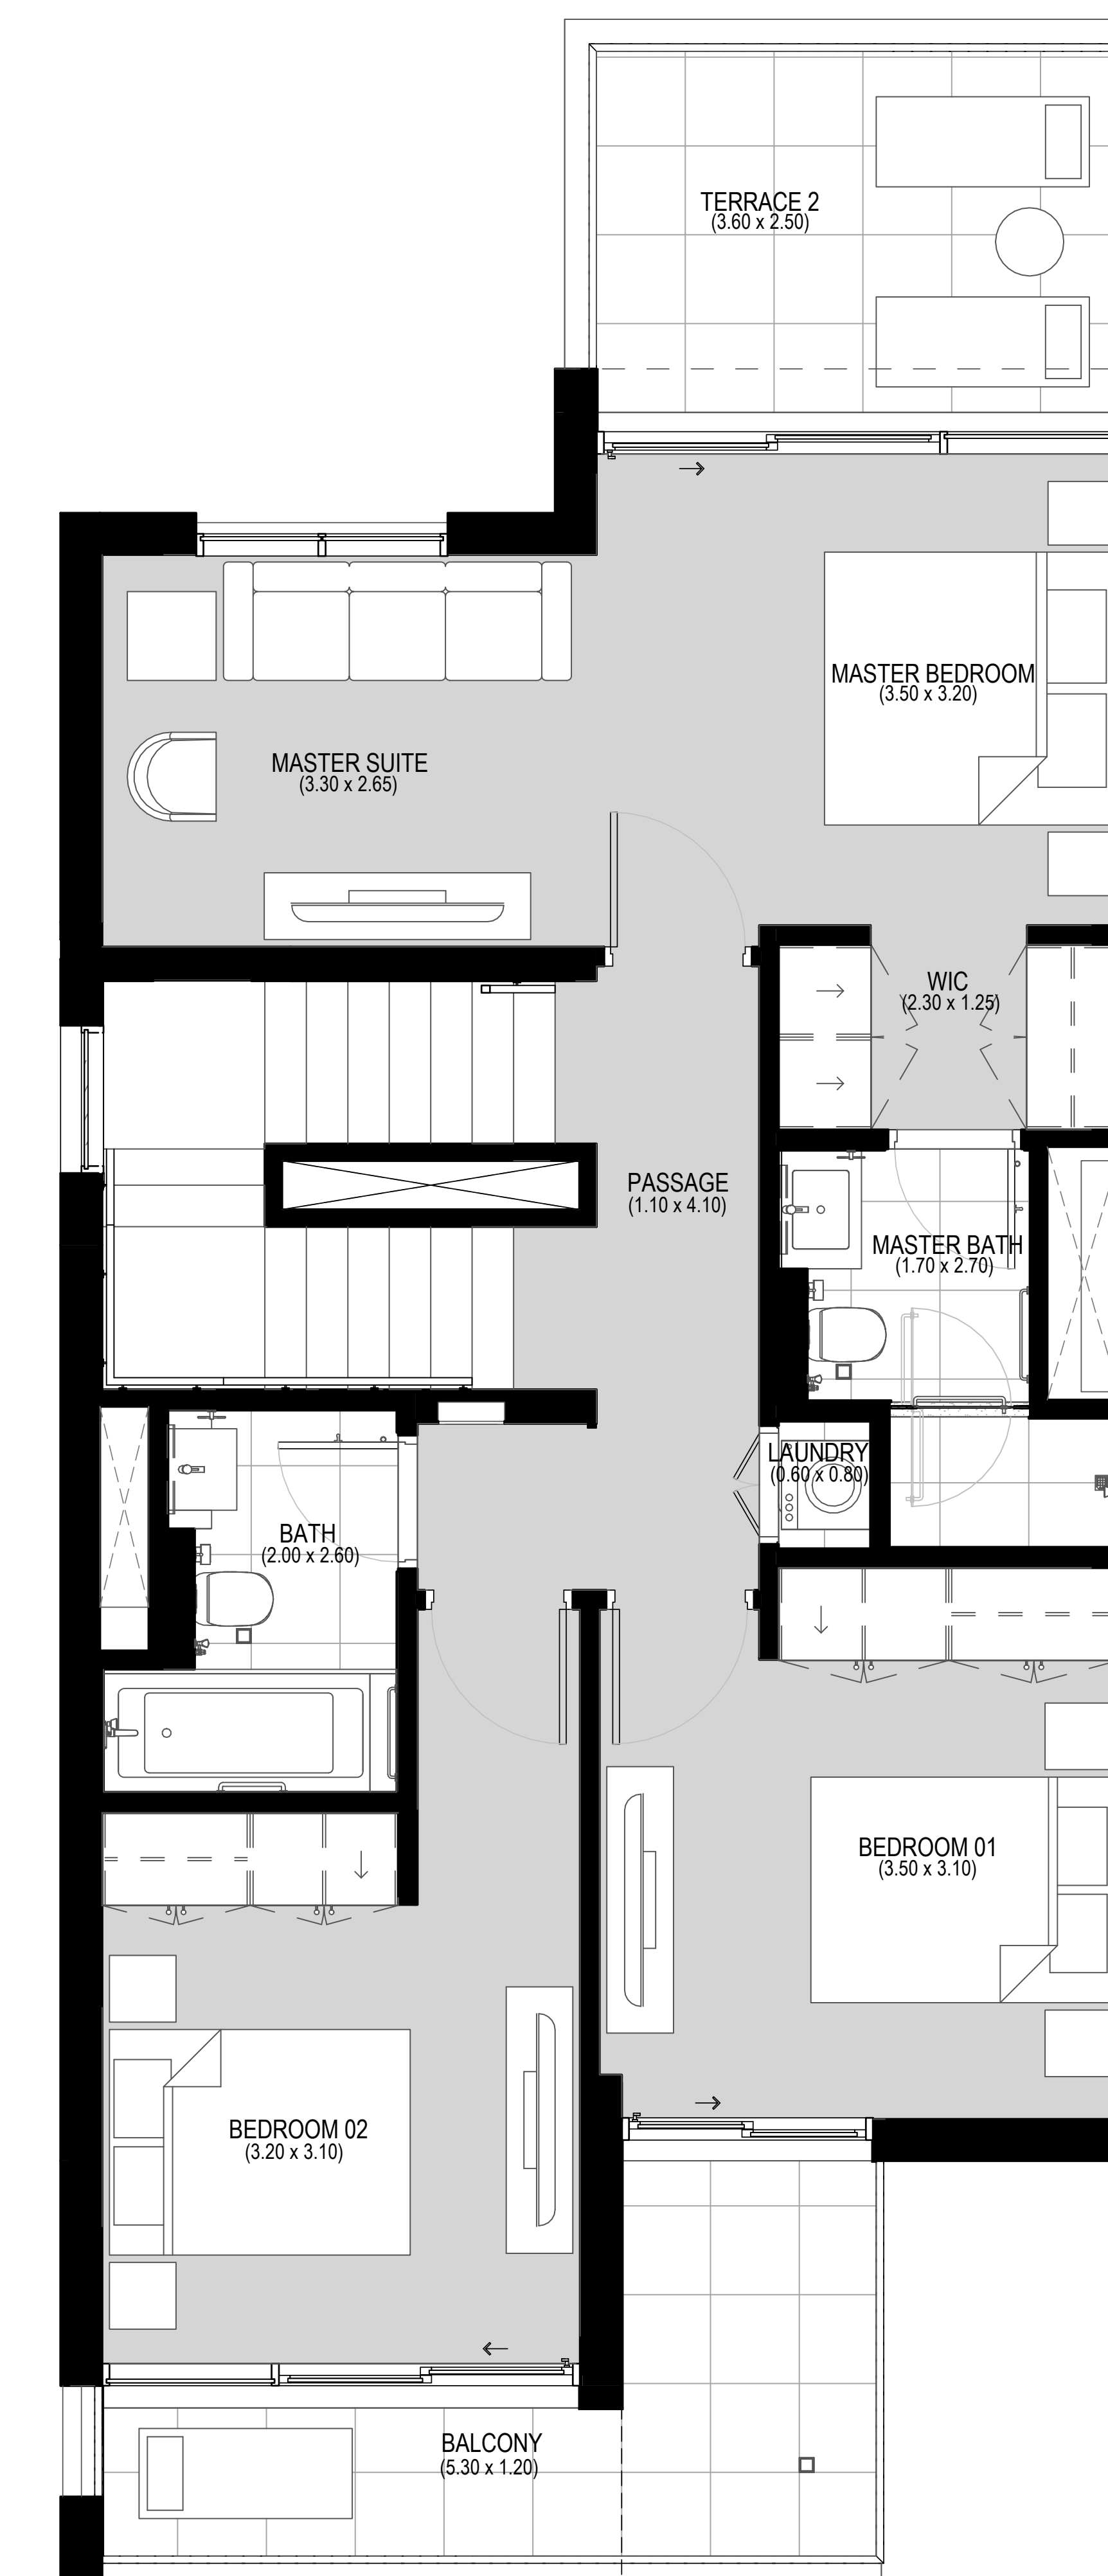 TERRACE 2
(3.60 x 2.50)
MASTER BEDROOM
(3.50 x 3.20)
MASTER SUITE
(3.30 x 2.65)
WIC
(2.30 x 1.25)
PASSAGE
(1.10 x 4.10)
MASTER BATH
(1.70 x 2.70)
LAUNDRY
(0.60 x 0.80)
BATH
(2.00 x 2.60)
BEDROOM 01
(3.50 x 3.10)
BEDROOM 02
(3.20 x 3.10)
BALCONY
(5.30 x 1.20)